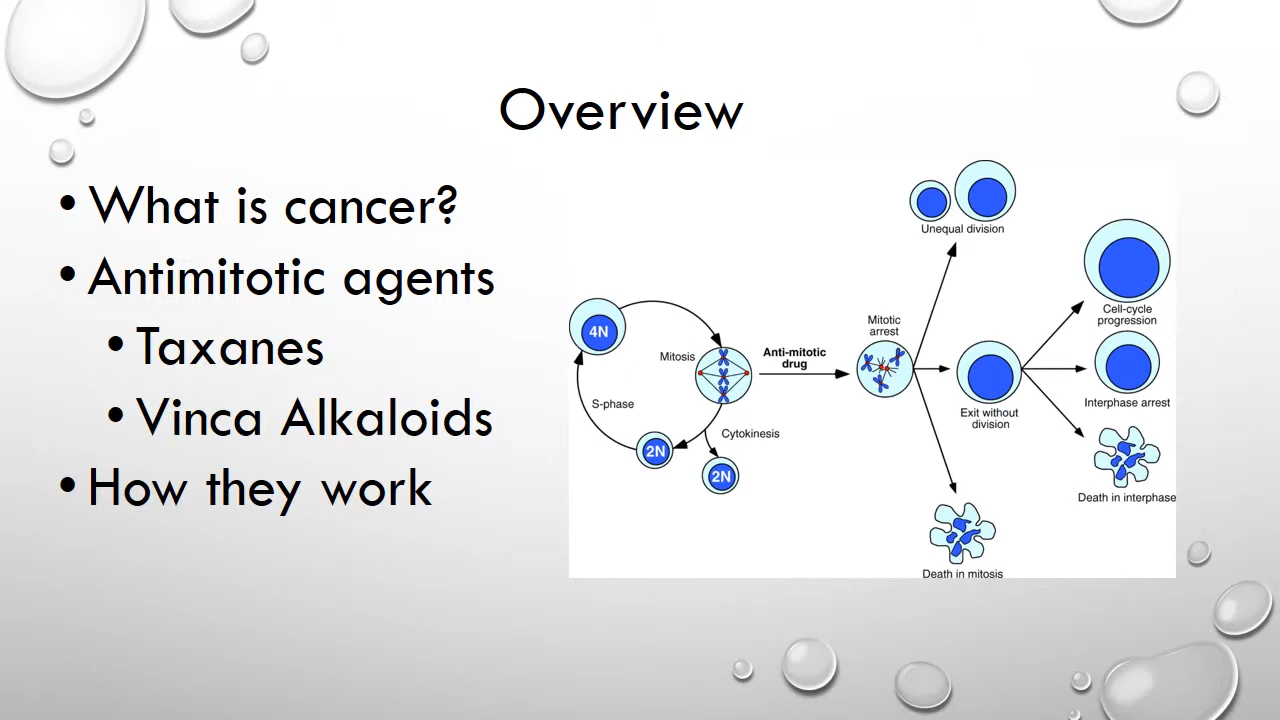 Overview
• What is cancer?
• Antimitotic agents
• Taxanes
• Vinca Alkaloids
• How they work
4N
Mitosis
S-phase
2N
Cytokinesis
2N
Anti-mitotic
drug
Mitotic
arrest
Unequal division
Exit without
division
Death in mitosis
Cell-cycle
progression
Interphase arrest
Death in interphase